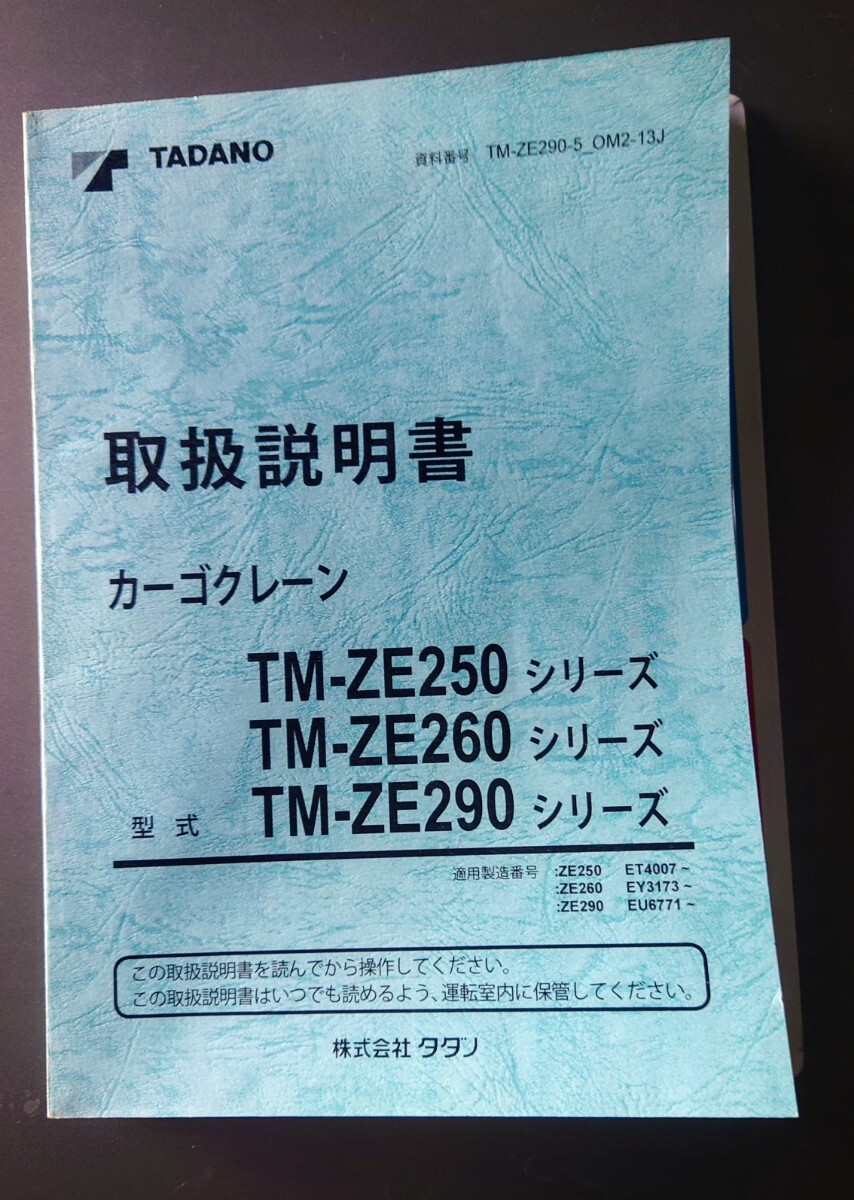 TADANO
資料番号 TM-ZE290-5_OM2-13J
取扱説明書
カーゴクレーン
TM-ZE250 シリーズ
TM-ZE260 シリーズ
型式 TM-ZE290 シリーズ
適用製造番号 :ZE250 ET4007～
:ZE260 EY3173～
:ZE290 EU6771～
この取扱説明書を読んでから操作してください。
この取扱説明書はいつでも読めるよう、運転室内に保管してください。
株式会社 タダノ